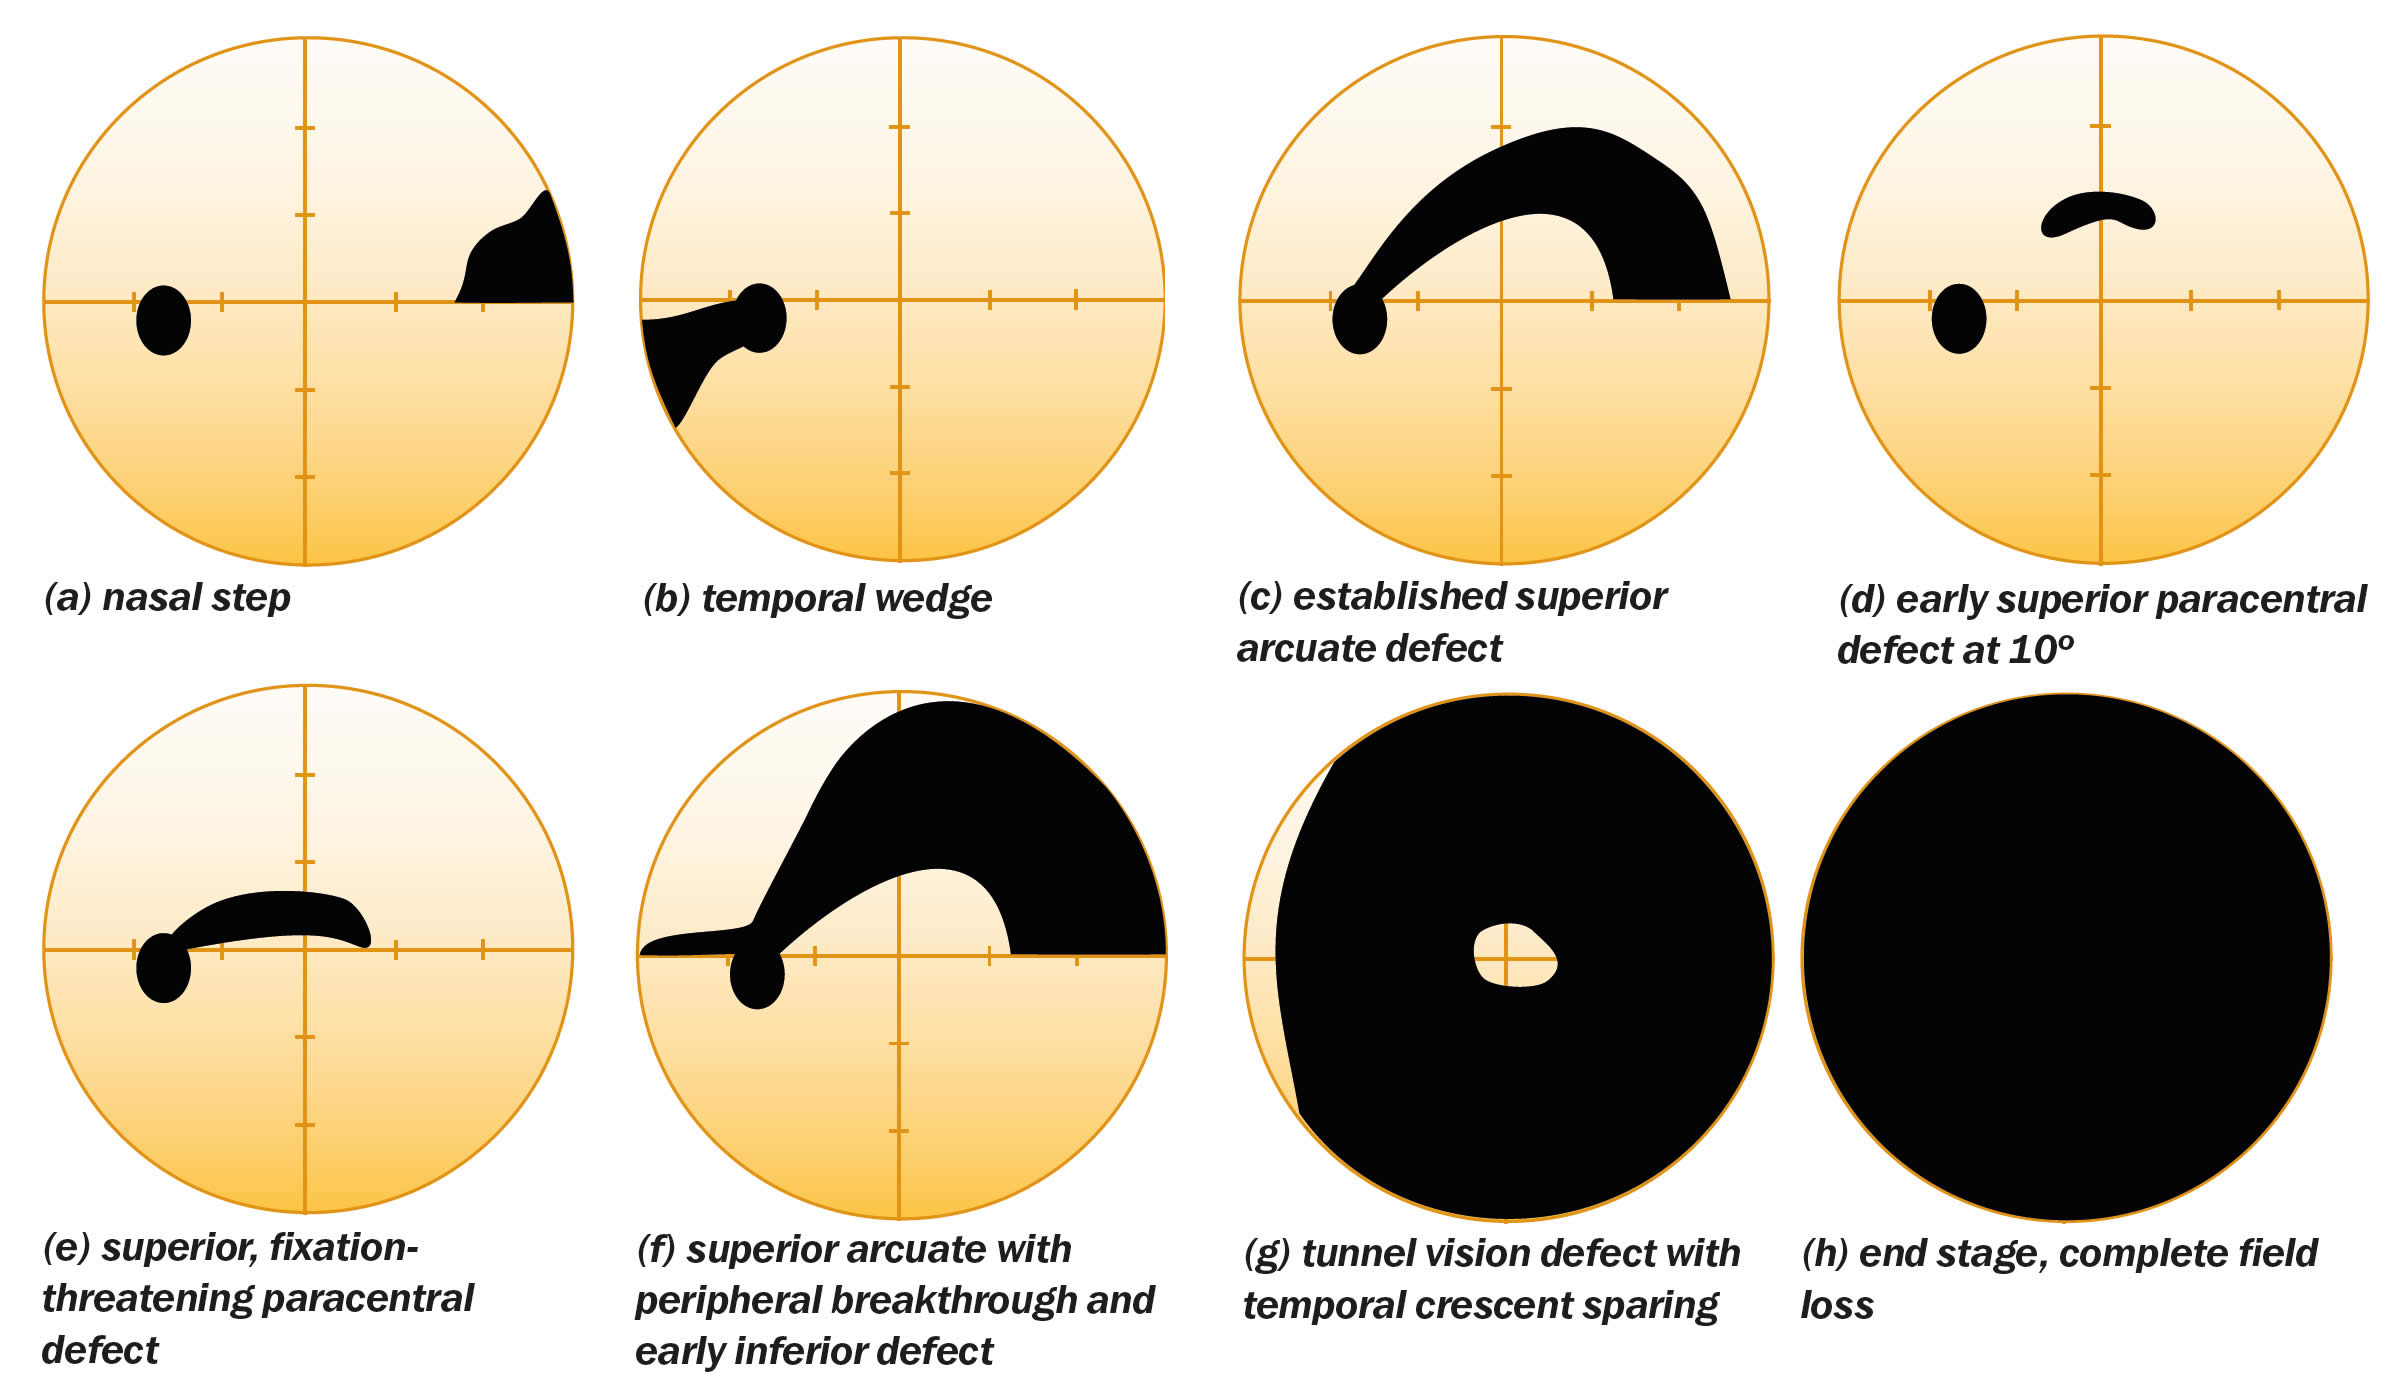 (a) nasal step
(b) temporal wedge
(c) established superior
arcuate defect
(d) early superior paracentral
defect at 10º
(e) superior, fixation-
threatening paracentral
defect
(f) superior arcuate with
peripheral breakthrough and
early inferior defect
(g) tunnel vision defect with
temporal crescent sparing
(h) end stage, complete field
loss